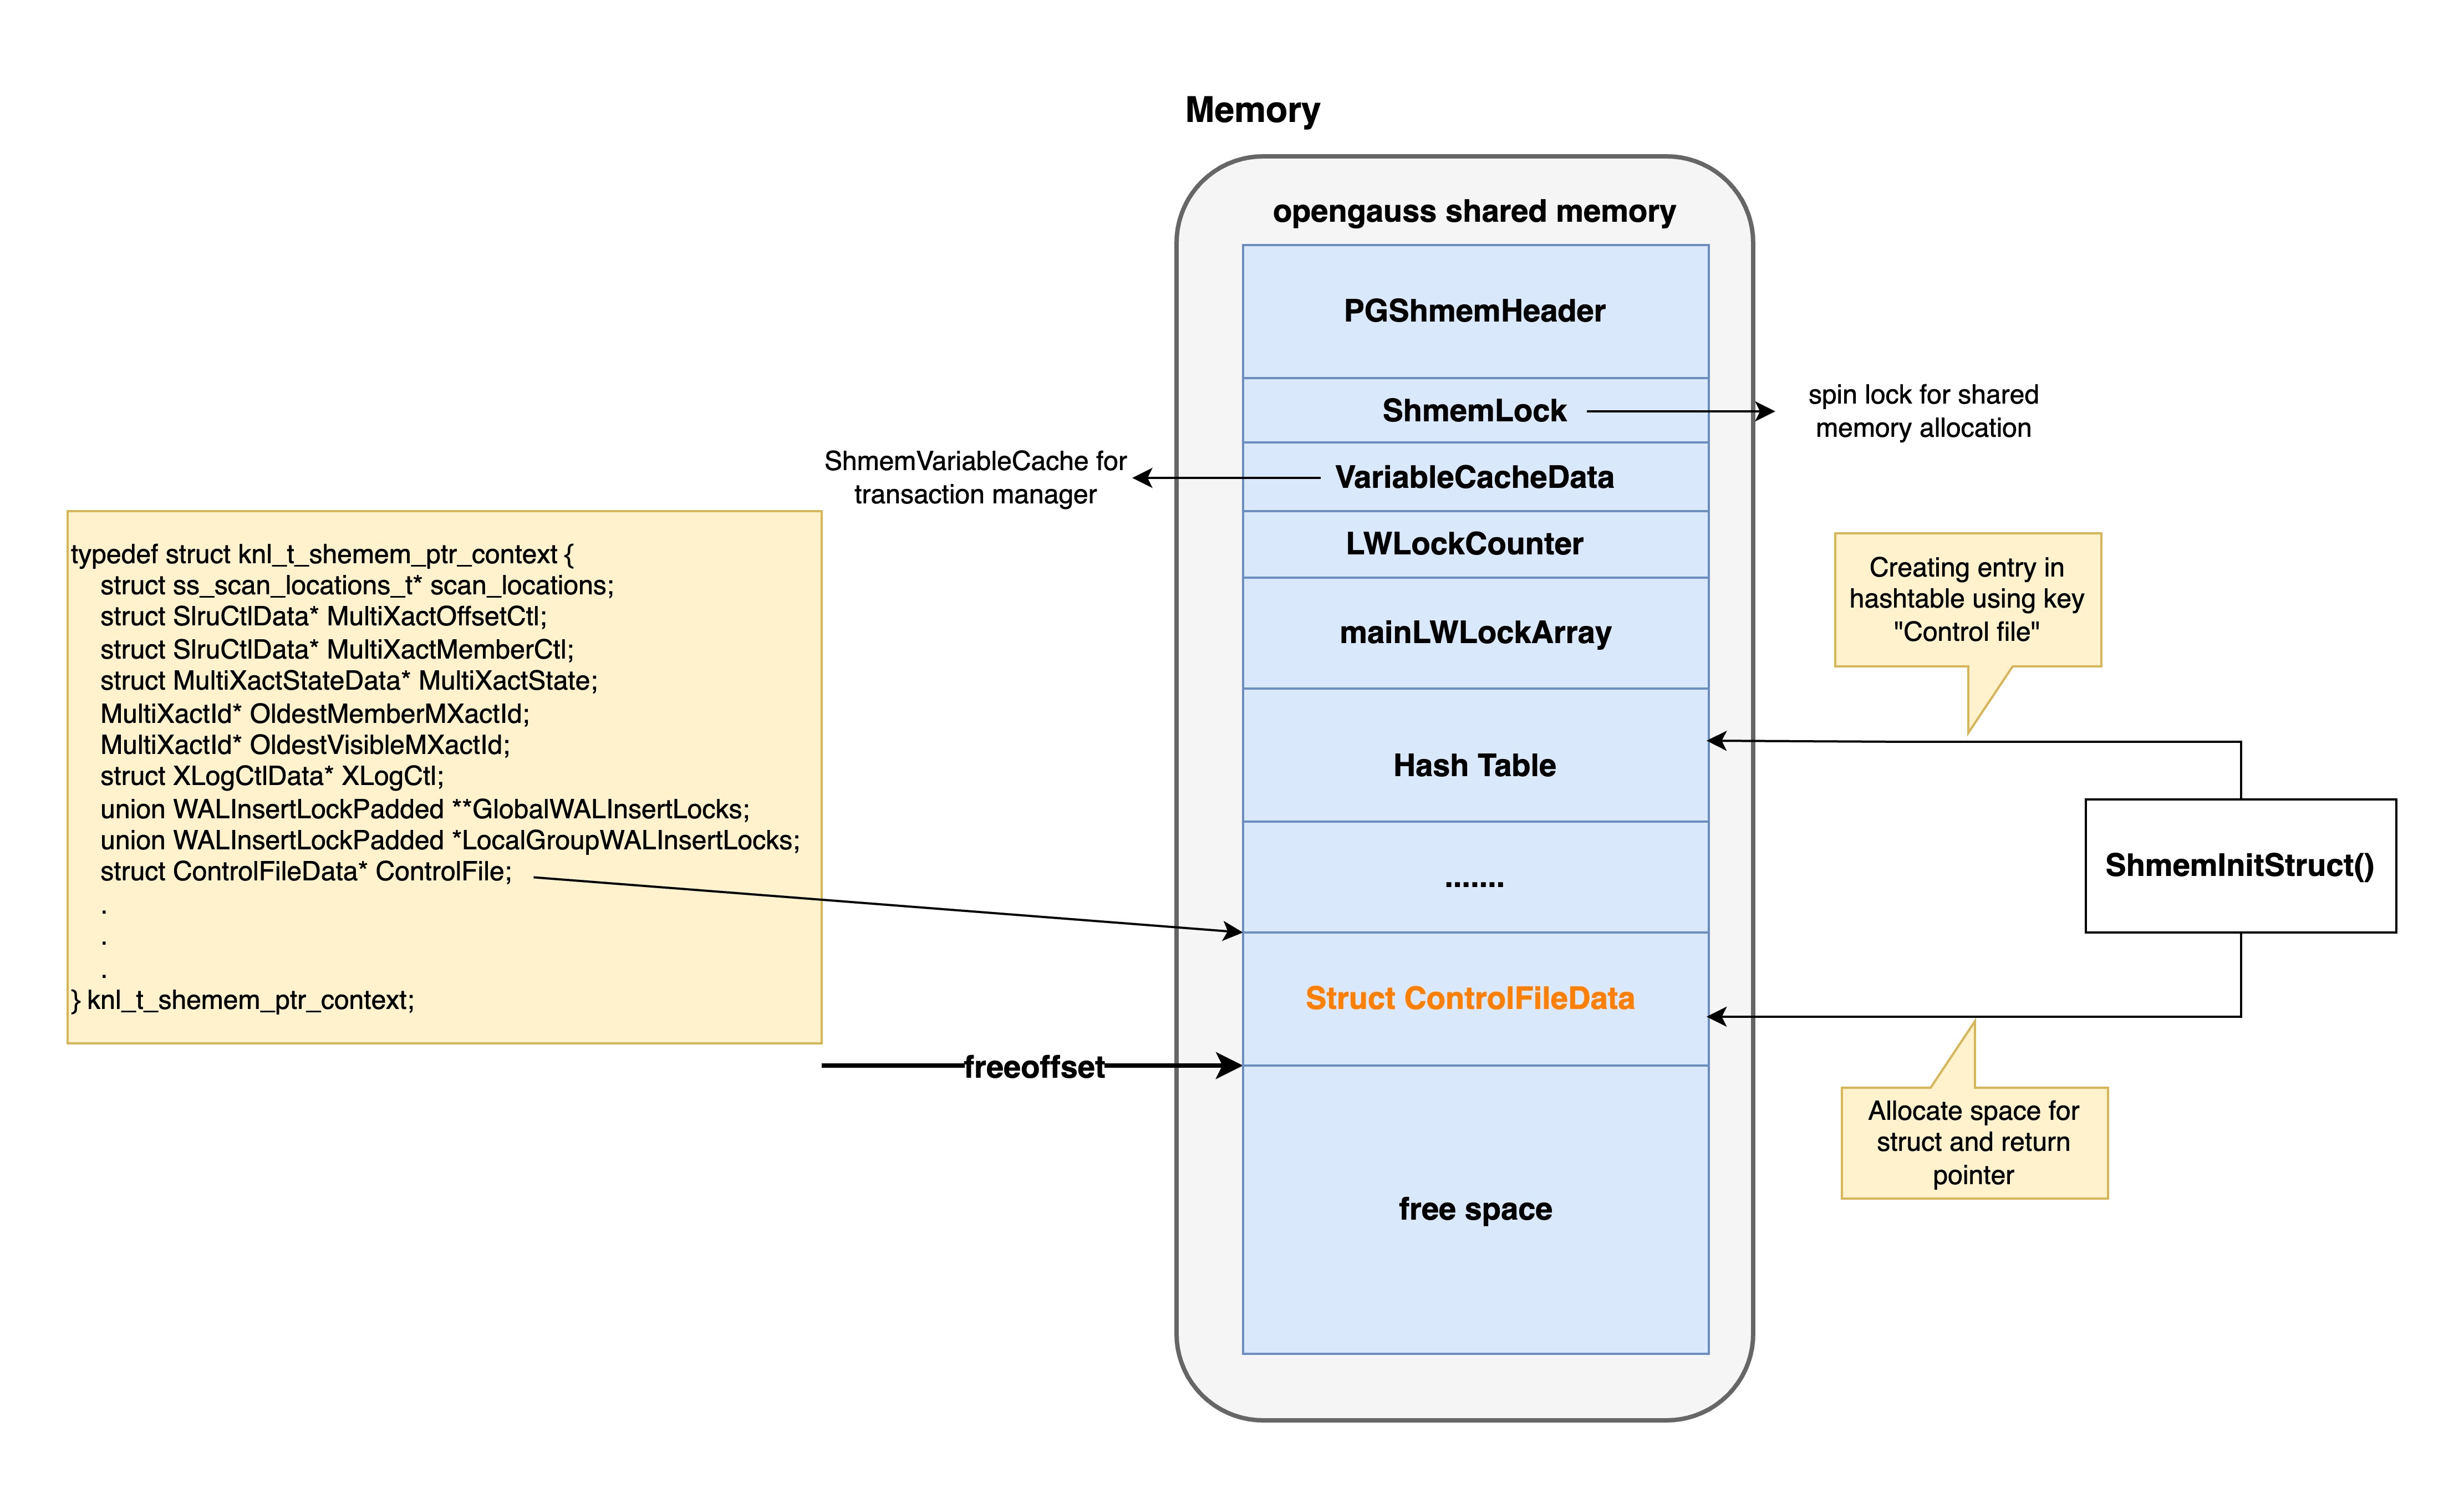 Memory
opengauss shared memory
PGShmemHeader
ShmemLock
spin lock for shared
memory allocation
ShmemVariableCache for
transaction manager
VariableCacheData
LWLockCounter
mainLWLockArray
Hash Table
.......
Struct ControlFileData
free space
typedef struct knl_t_shemem_ptr_context {
struct ss_scan_locations_t* scan_locations;
struct SlruCtlData* MultiXactOffsetCtl;
struct SlruCtlData* MultiXactMemberCtl;
struct MultiXactStateData* MultiXactState;
MultiXactId* OldestMemberMXactId;
MultiXactId* OldestVisibleMXactId;
struct XLogCtlData* XLogCtl;
union WALInsertLockPadded **GlobalWALInsertLocks;
union WALInsertLockPadded *LocalGroupWALInsertLocks;
struct ControlFileData* ControlFile;
.
.
.
} knl_t_shemem_ptr_context;
freeoffset
Creating entry in
hashtable using key
"Control file"
ShmemInitStruct()
Allocate space for
struct and return
pointer